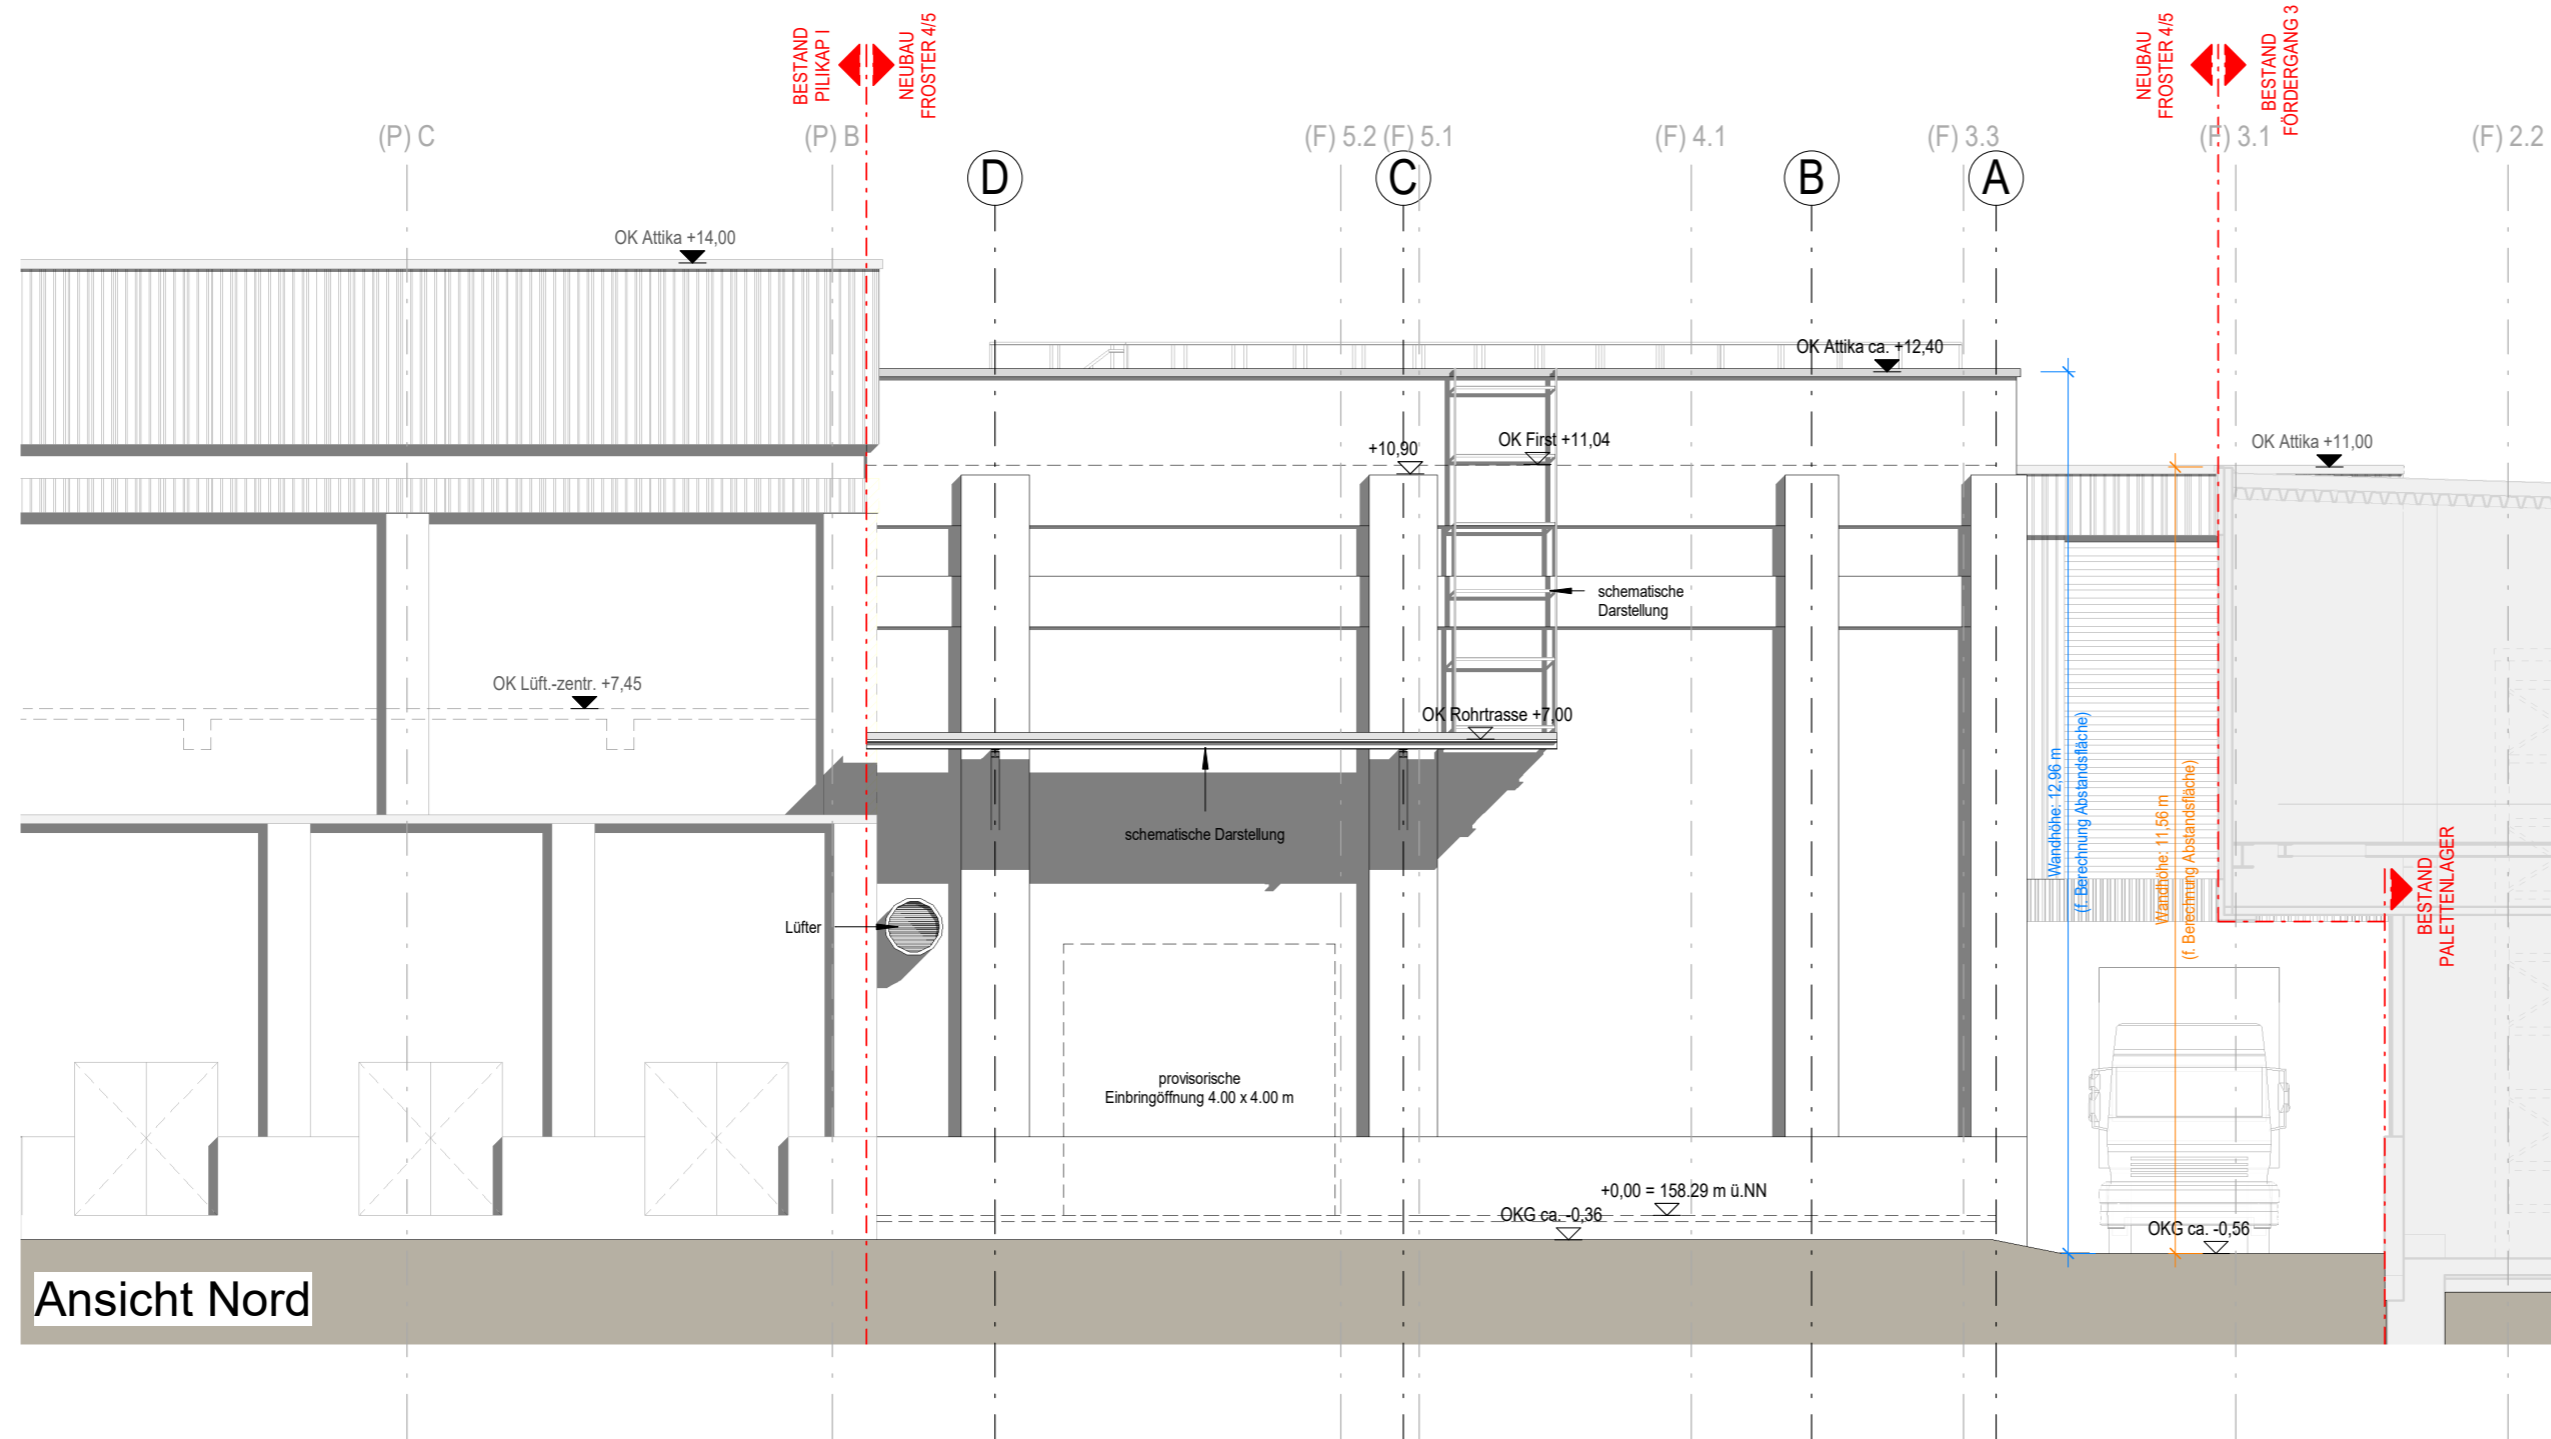 BESTAND
PILIKAP I
NEUBAU
FROSTER 4/5
NEUBAU
FROSTER 4/5
BESTAND
FÖRDERGANG 3
(P) C
(P) B
(F) 5.2
(F) 5.1
(F) 4.1
(F) 3.3
(F) 3.1
(F) 2.2
D
C
B
A
OK Attika +14,00
OK Attika ca. +12,40
+10,90
OK First +11,04
OK Attika +11,00
schematische
Darstellung
OK Lüft.-zentr. +7,45
OK Rohrtrasse +7,00
schematische Darstellung
Wandhöhe: 12,96 m
(f. Berechnung Abstandsfläche)
Wandhöhe: 11,56 m
(f. Berechnung Abstandsfläche)
BESTAND
PALETTENLAGER
Lüfter
provisorische
Einbringöffnung 4.00 x 4.00 m
+0,00 = 158.29 m ü.NN
OKG ca. -0,36
OKG ca. -0,56
Ansicht Nord